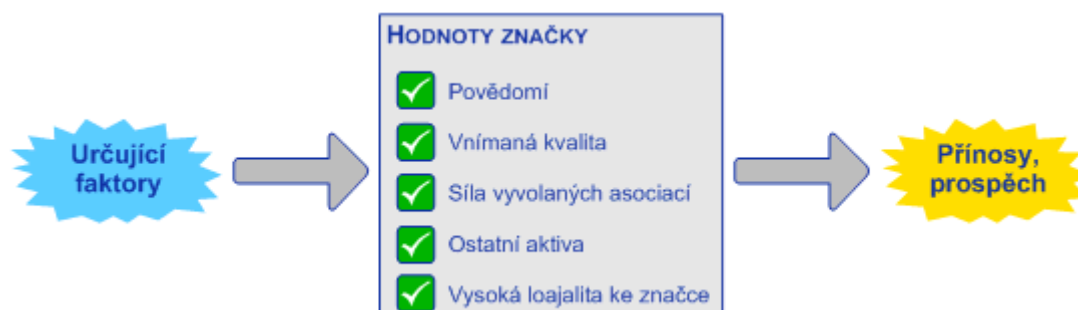 Určující
faktory
HODNOTY ZNAČKY
Povědomí
Vnímaná kvalita
Síla vyvolaných asociací
Ostatní aktiva
Vysoká loajalita ke značce
Přínosy,
prospěch